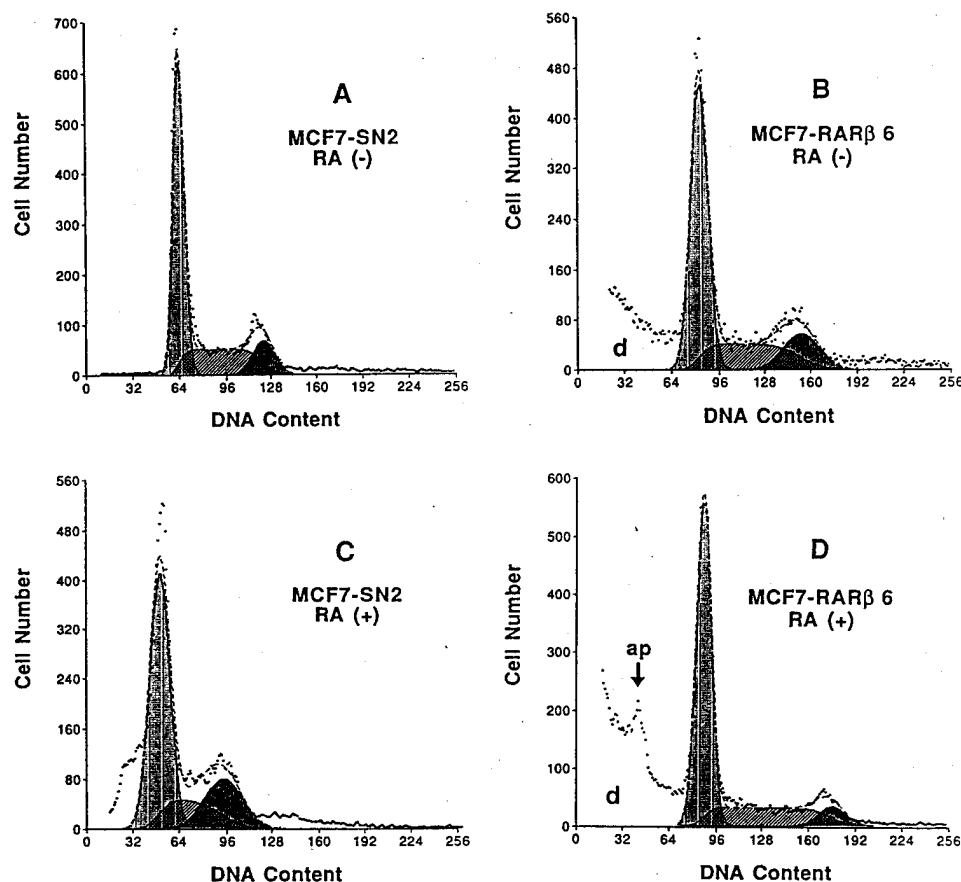 700
600
500
400
300
200
100
0
Cell Number
A
MCF7-SN2
RA (-)
0 32 64 96 128 160 192 224 256
DNA Content
560
480
400
320
240
160
80
0
Cell Number
B
MCF7-RARβ 6
RA (-)
d
0 32 64 96 128 160 192 224 256
DNA Content
560
480
400
320
240
160
80
0
Cell Number
C
MCF7-SN2
RA (+)
0 32 64 96 128 160 192 224 256
DNA Content
600
500
400
300
200
100
0
Cell Number
D
MCF7-RARβ 6
RA (+)
ap
d
0 32 64 96 128 160 192 224 256
DNA Content